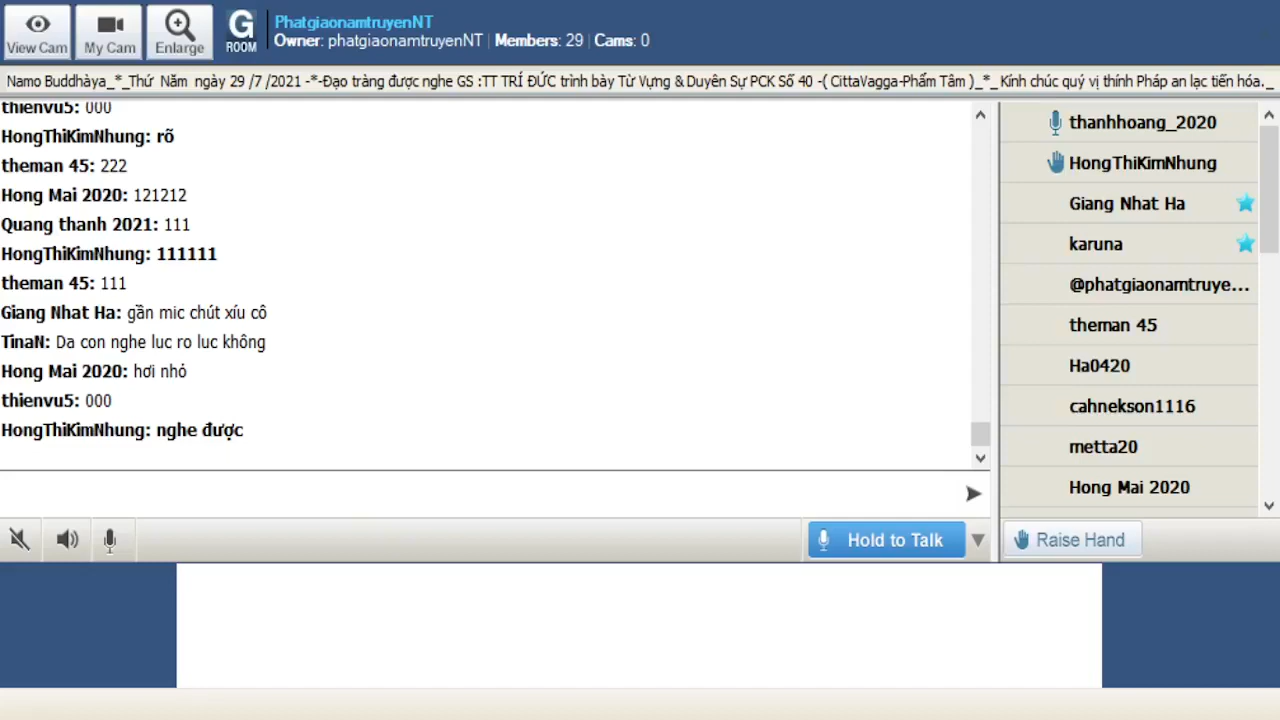 View Cam
My Cam
Enlarge
G
ROOM
PhatgiaonamtruyenNT
Owner: phatgiaonamtruyenNT | Members: 29 | Cams: 0
Namo Buddhàya_*_Thứ Năm ngày 29 /7 /2021 -*-Đạo tràng được nghe GS :TT TRÍ ĐỨC trình bày Từ Vựng & Duyên Sự PCK Số 40 -( CittaVagga-Phẩm Tâm )_*_ Kính chúc quý vị thính Pháp an lạc tiến hóa._
thienvu5: 000
HongThiKimNhung: rõ
theman 45: 222
Hong Mai 2020: 121212
Quang thanh 2021: 111
HongThiKimNhung: 111111
theman 45: 111
Giang Nhat Ha: gần mic chút xíu cô
TinaN: Da con nghe luc ro luc không
Hong Mai 2020: hơi nhỏ
thienvu5: 000
HongThiKimNhung: nghe được
thanhhoang_2020
HongThiKimNhung
Giang Nhat Ha
karuna
@phatgiaonamtruye...
theman 45
Ha0420
cahnekson1116
metta20
Hong Mai 2020
Hold to Talk
Raise Hand